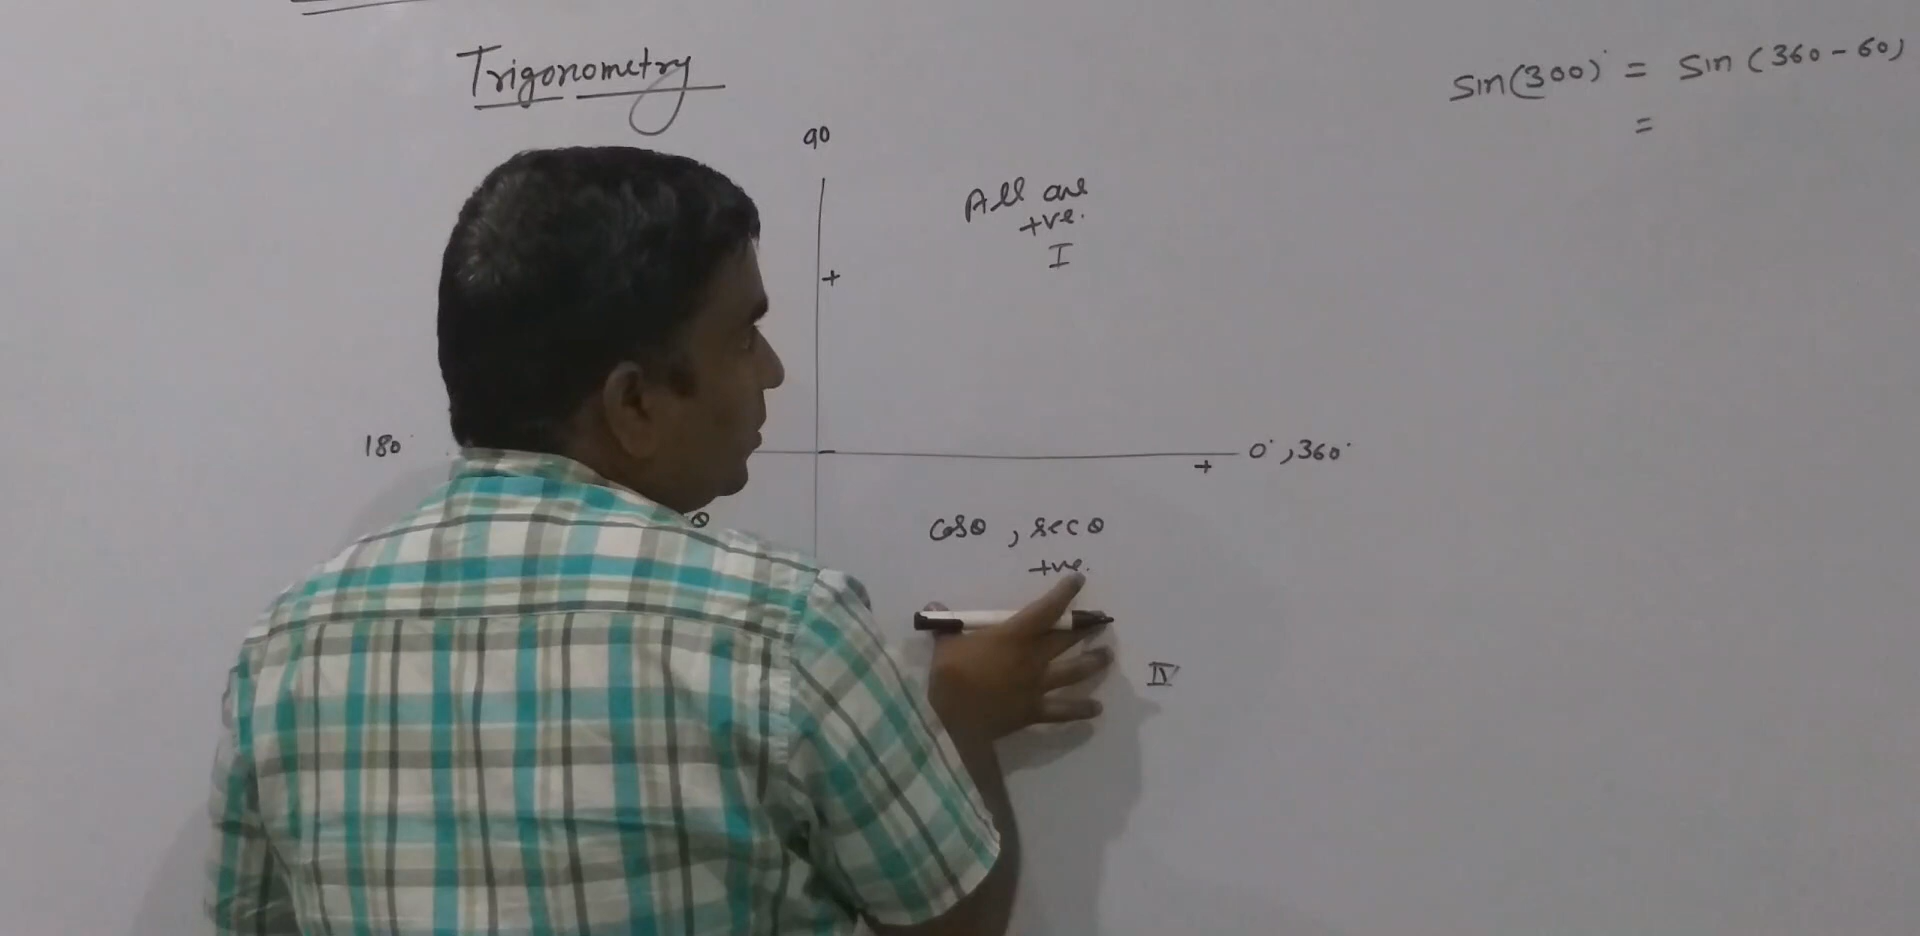 Trigonometry
sin(300)° = sin (360-60)
=
90
All are
+ve.
I
+
180°
0°, 360°
+
θ
cosθ, secθ
+ve.
IV